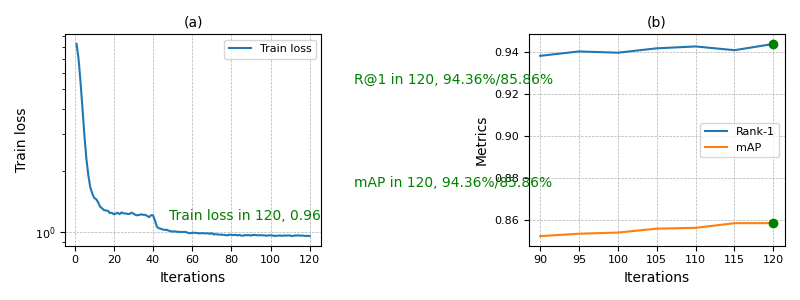 (a)
Train loss
Train loss
10^0
Train loss in 120, 0.96
0
20
40
60
80
100
120
Iterations
(b)
R@1 in 120, 94.36%/85.86%
mAP in 120, 94.36%/85.86%
Metrics
0.94
0.92
0.90
0.88
0.86
Rank-1
mAP
90
95
100
105
110
115
120
Iterations